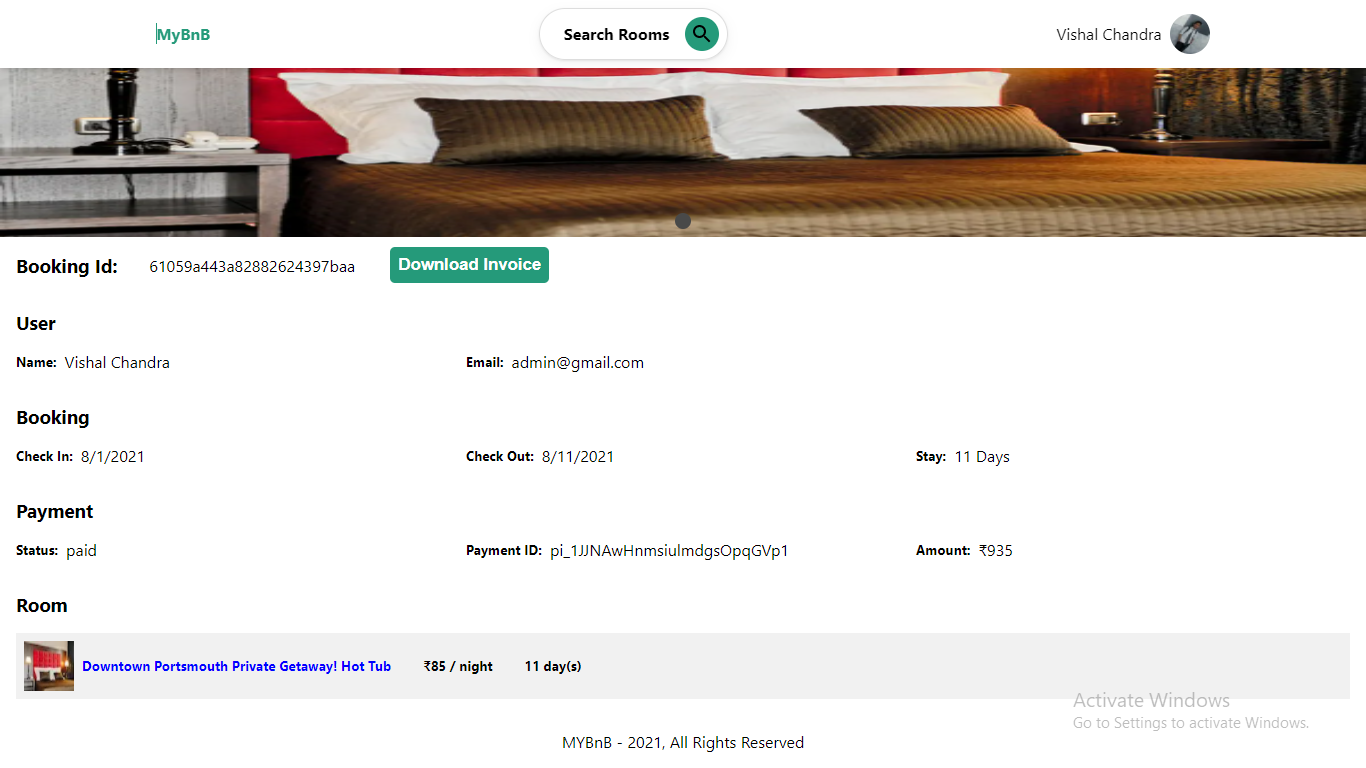 MyBnB
Search Rooms
Vishal Chandra
Booking Id: 61059a443a82882624397baa Download Invoice
User
Name: Vishal Chandra Email: admin@gmail.com
Booking
Check In: 8/1/2021 Check Out: 8/11/2021 Stay: 11 Days
Payment
Status: paid Payment ID: pi_1JJNAwHnmsiulmdgsOpqGVp1 Amount: ₹935
Room
Downtown Portsmouth Private Getaway! Hot Tub ₹85 / night 11 day(s)
Activate Windows
Go to Settings to activate Windows.
MYBnB - 2021, All Rights Reserved